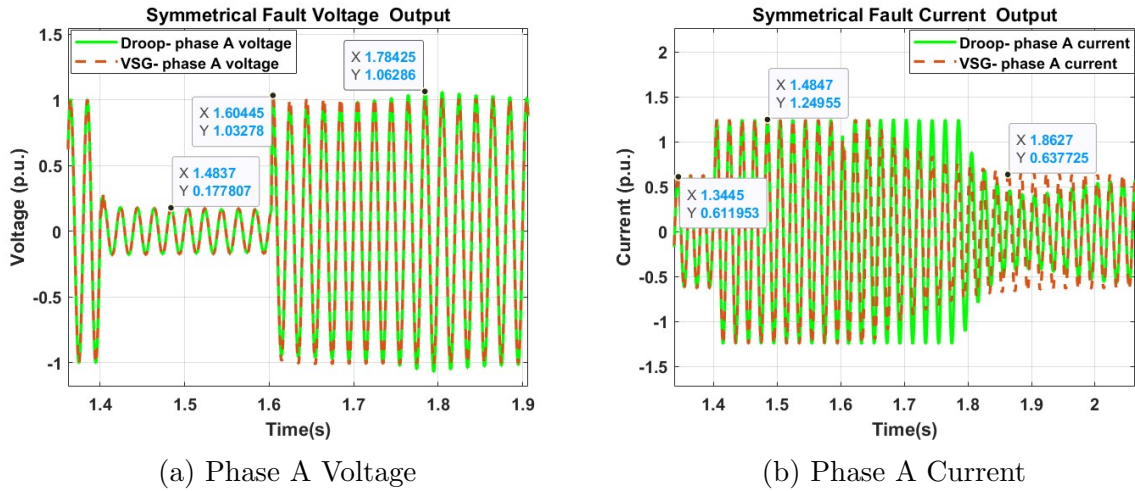 Symmetrical Fault Voltage Output
1.5
1
0.5
0
-0.5
-1
Voltage (p.u.)
Droop- phase A voltage
VSG- phase A voltage
X 1.78425
Y 1.06286
X 1.60445
Y 1.03278
X 1.4837
Y 0.177807
1.4 1.5 1.6 1.7 1.8 1.9
Time(s)
(a) Phase A Voltage
Symmetrical Fault Current Output
2
1.5
1
0.5
0
-0.5
-1
-1.5
Current (p.u.)
Droop- phase A current
VSG- phase A current
X 1.4847
Y 1.24955
X 1.8627
Y 0.637725
X 1.3445
Y 0.611953
1.4 1.5 1.6 1.7 1.8 1.9 2
Time(s)
(b) Phase A Current